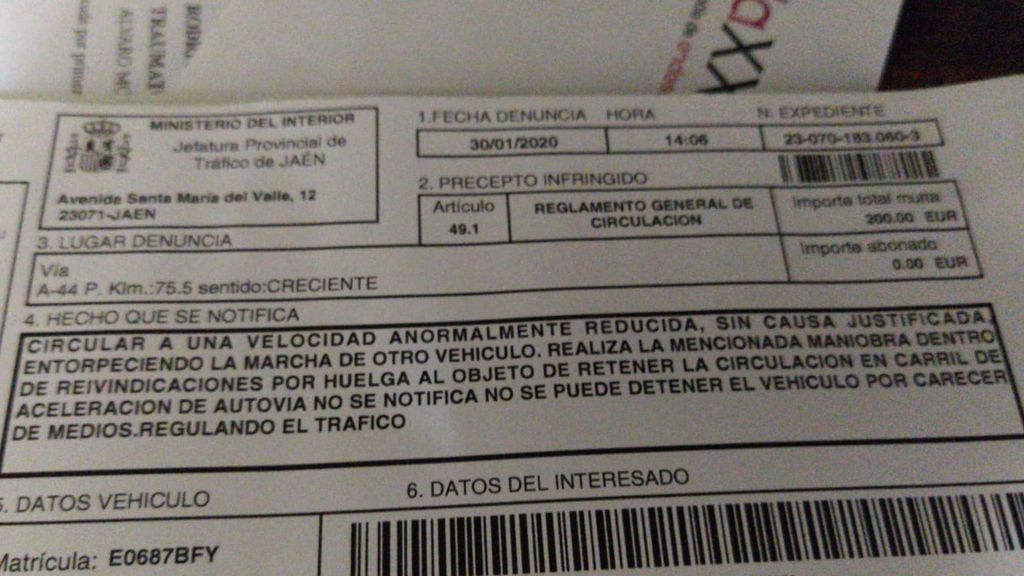 RODR
TRAUMAT
ALVARO MC
axx
MINISTERIO DEL INTERIOR
Jefatura Provincial de
Tráfico de JAÉN
Avenida Santa María del Valle, 12
23071-JAEN
1.FECHA DENUNCIA HORA N. EXPEDIENTE
30/01/2020 14:06 23-070-183.060-3
2. PRECEPTO INFRINGIDO
Artículo
49.1
REGLAMENTO GENERAL DE
CIRCULACION
Importe total multa
200.00 EUR
Importe abonado
0.00 EUR
3. LUGAR DENUNCIA
Vía
A-44 P. Klm.:75.5 sentido:CRECIENTE
4. HECHO QUE SE NOTIFICA
CIRCULAR A UNA VELOCIDAD ANORMALMENTE REDUCIDA, SIN CAUSA JUSTIFICADA,
ENTORPECIENDO LA MARCHA DE OTRO VEHICULO. REALIZA LA MENCIONADA MANIOBRA DENTRO
DE REIVINDICACIONES POR HUELGA AL OBJETO DE RETENER LA CIRCULACION EN CARRIL DE
ACELERACION DE AUTOVIA NO SE NOTIFICA NO SE PUEDE DETENER EL VEHICULO POR CARECER
DE MEDIOS.REGULANDO EL TRAFICO
5. DATOS VEHICULO
6. DATOS DEL INTERESADO
Matrícula: E0687BFY